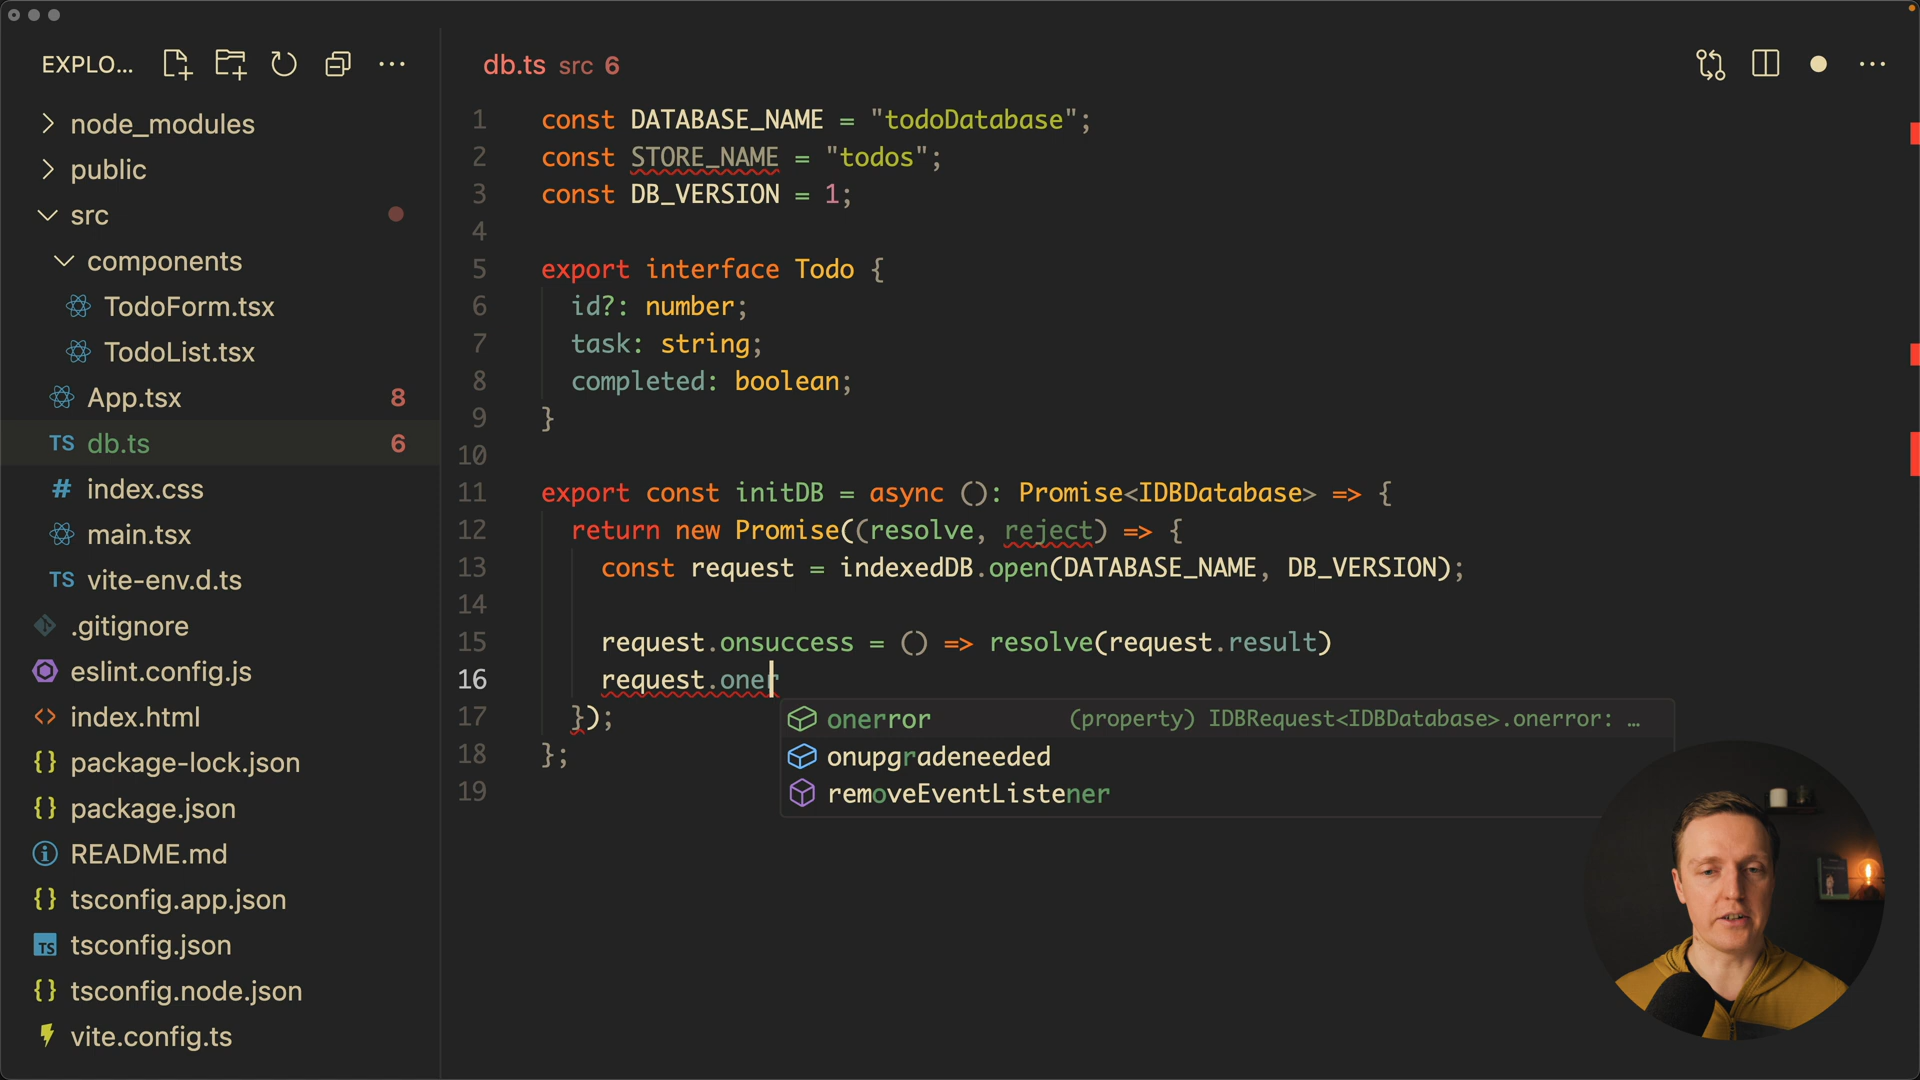 EXPLO...
node_modules
public
src
components
TodoForm.tsx
TodoList.tsx
App.tsx 8
TS db.ts 6
# index.css
main.tsx
TS vite-env.d.ts
.gitignore
eslint.config.js
<> index.html
{} package-lock.json
{} package.json
README.md
{} tsconfig.app.json
TS tsconfig.json
{} tsconfig.node.json
vite.config.ts
db.ts src 6
1 const DATABASE_NAME = "todoDatabase";
2 const STORE_NAME = "todos";
3 const DB_VERSION = 1;
4
5 export interface Todo {
6 id?: number;
7 task: string;
8 completed: boolean;
9 }
10
11 export const initDB = async (): Promise<IDBDatabase> => {
12 return new Promise((resolve, reject) => {
13 const request = indexedDB.open(DATABASE_NAME, DB_VERSION);
14
15 request.onsuccess = () => resolve(request.result)
16 request.oner
17 });
18 };
19
onerror (property) IDBRequest<IDBDatabase>.onerror: …
onupgradeneeded
removeEventListener